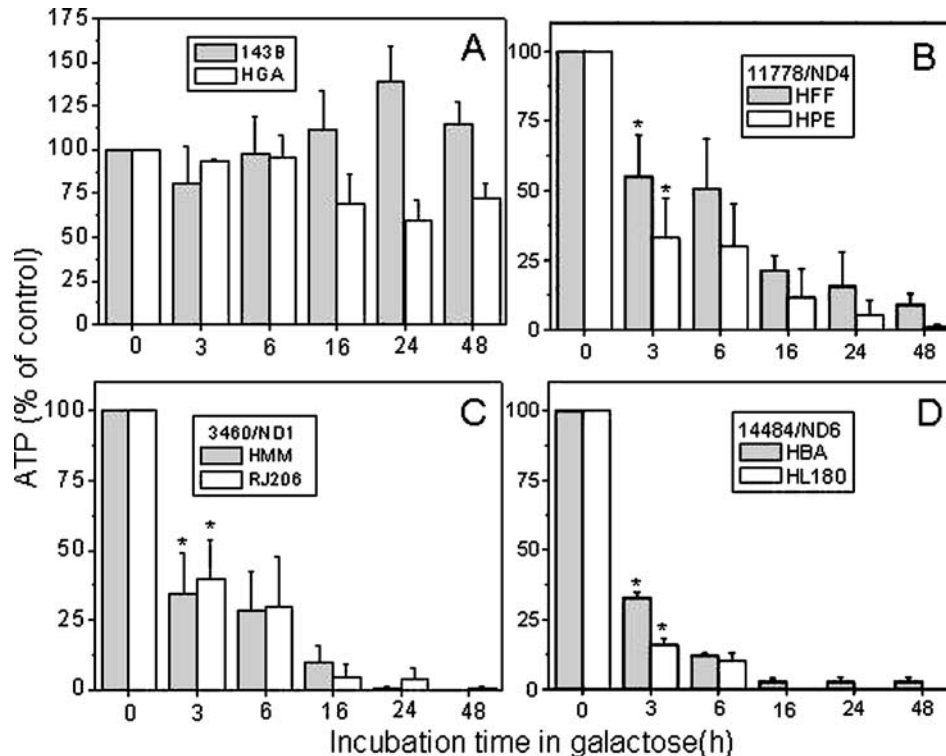 ATP (% of control)
A
143B
HGA
175
150
125
100
75
50
25
0
0 3 6 16 24 48
B
11778/ND4
HFF
HPE
100
75
50
25
0
* *
0 3 6 16 24 48
C
3460/ND1
HMM
RJ206
100
75
50
25
0
* *
0 3 6 16 24 48
D
14484/ND6
HBA
HL180
100
75
50
25
0
* *
0 3 6 16 24 48
Incubation time in galactose(h)